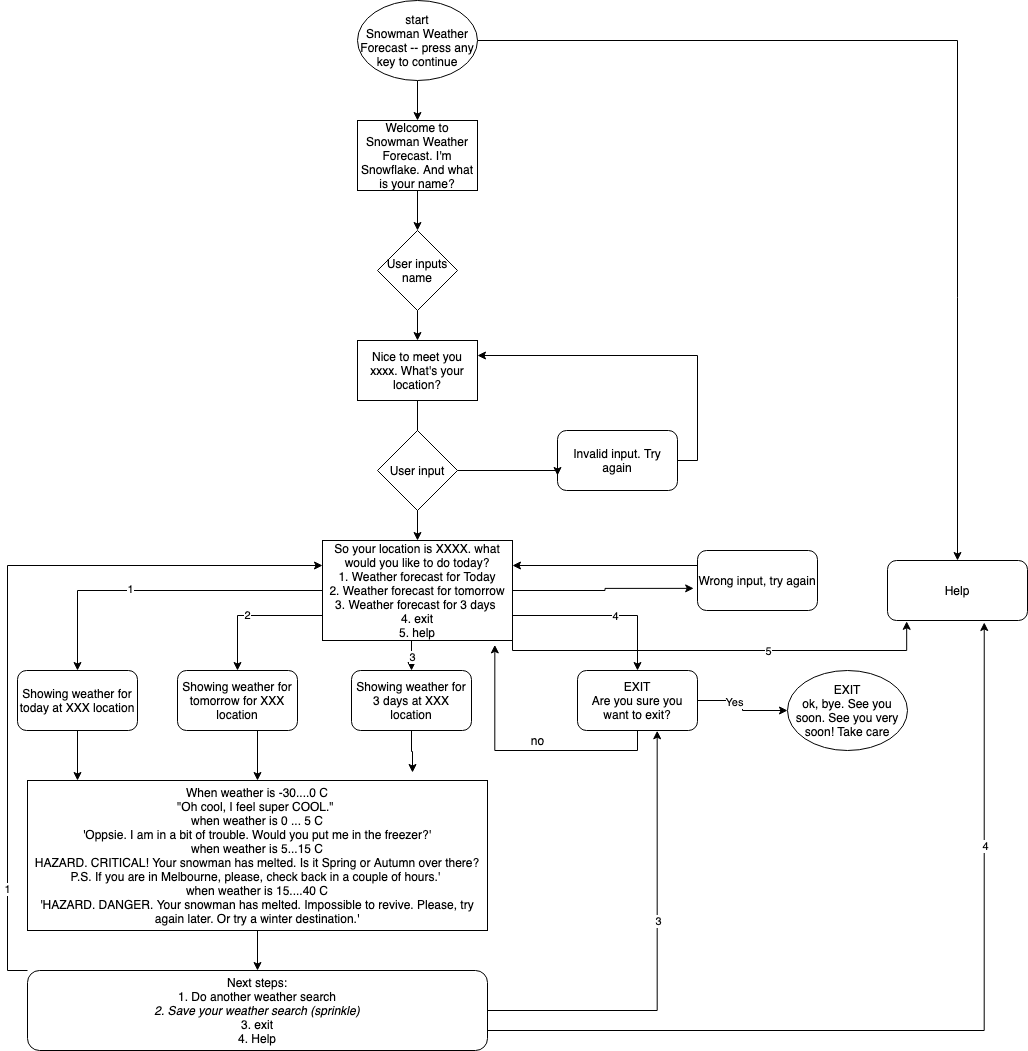 start
Snowman Weather
Forecast -- press any
key to continue
Welcome to
Snowman Weather
Forecast. I'm
Snowflake. And what
is your name?
User inputs
name
Nice to meet you
xxxx. What's your
location?
User input
Invalid input. Try
again
So your location is XXXX. what
would you like to do today?
1. Weather forecast for Today
2. Weather forecast for tomorrow
3. Weather forecast for 3 days
4. exit
5. help
Wrong input, try again
Help
1
2
3
4
5
Showing weather for
today at XXX location
Showing weather for
tomorrow for XXX
location
Showing weather for
3 days at XXX
location
EXIT
Are you sure you
want to exit?
Yes
EXIT
ok, bye. See you
soon. See you very
soon! Take care
no
When weather is -30....0 C
"Oh cool, I feel super COOL."
when weather is 0 ... 5 C
'Oppsie. I am in a bit of trouble. Would you put me in the freezer?'
when weather is 5...15 C
HAZARD. CRITICAL! Your snowman has melted. Is it Spring or Autumn over there?
P.S. If you are in Melbourne, please, check back in a couple of hours.'
when weather is 15....40 C
'HAZARD. DANGER. Your snowman has melted. Impossible to revive. Please, try
again later. Or try a winter destination.'
1
3
4
Next steps:
1. Do another weather search
2. Save your weather search (sprinkle)
3. exit
4. Help